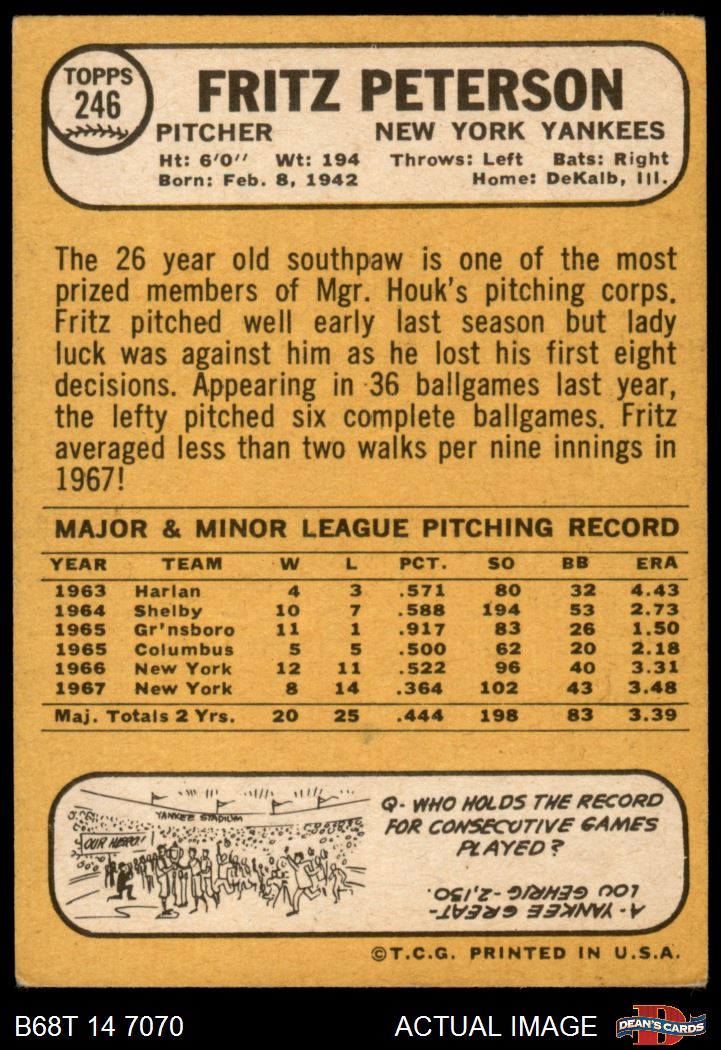 TOPPS
246
FRITZ PETERSON
PITCHER NEW YORK YANKEES
Ht: 6'0'' Wt: 194 Throws: Left Bats: Right
Born: Feb. 8, 1942 Home: DeKalb, Ill.
The 26 year old southpaw is one of the most
prized members of Mgr. Houk's pitching corps.
Fritz pitched well early last season but lady
luck was against him as he lost his first eight
decisions. Appearing in 36 ballgames last year,
the lefty pitched six complete ballgames. Fritz
averaged less than two walks per nine innings in
1967!
MAJOR & MINOR LEAGUE PITCHING RECORD
YEAR TEAM W L PCT. SO BB ERA
1963 Harlan 4 3 .571 80 32 4.43
1964 Shelby 10 7 .588 194 53 2.73
1965 Gr'nsboro 11 1 .917 83 26 1.50
1965 Columbus 5 5 .500 62 20 2.18
1966 New York 12 11 .522 96 40 3.31
1967 New York 8 14 .364 102 43 3.48
Maj. Totals 2 Yrs. 20 25 .444 198 83 3.39
YANKEE STADIUM
OUR HERO!
Q- WHO HOLDS THE RECORD
FOR CONSECUTIVE GAMES
PLAYED?
A- YANKEE GREAT-
LOU GEHRIG-2,130.
©T.C.G. PRINTED IN U.S.A.
B68T 14 7070 ACTUAL IMAGE
D
DEAN'S CARDS